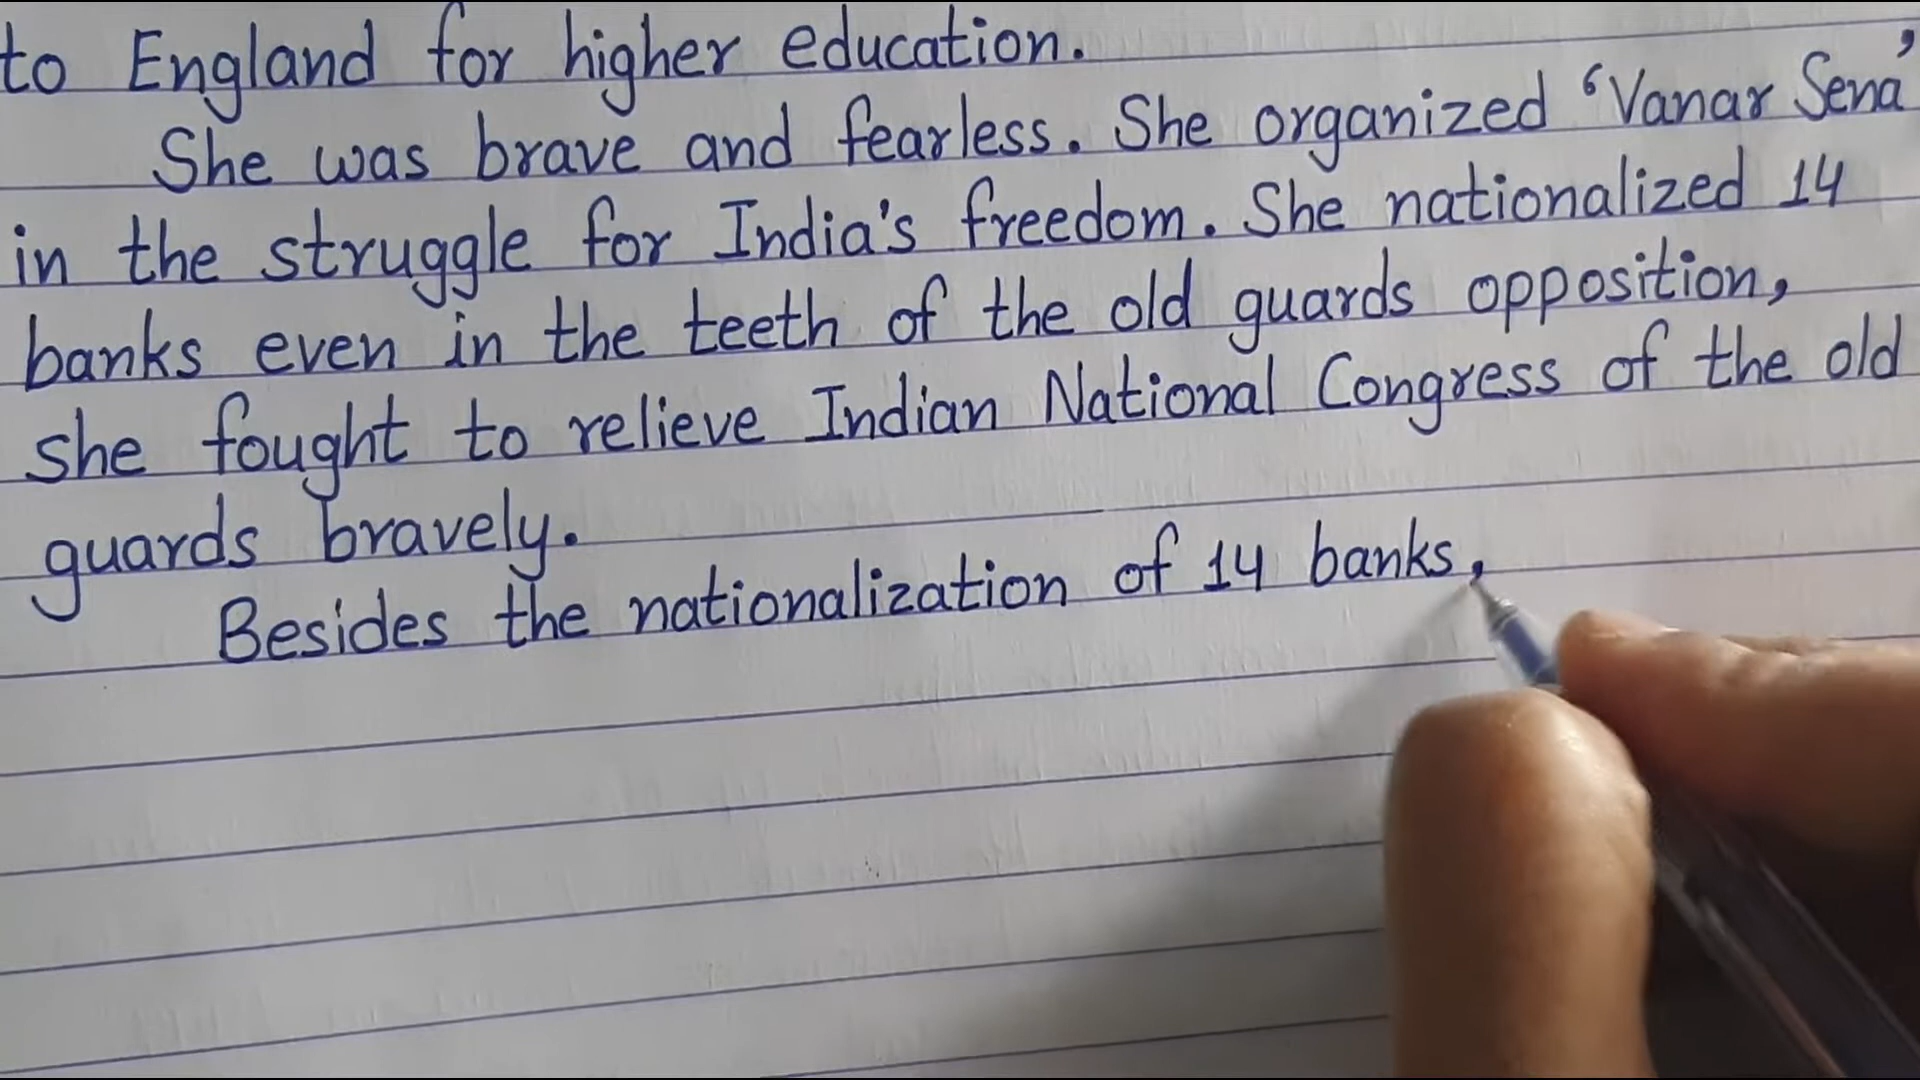 to England for higher education.
She was brave and fearless. She organized ‘Vanar Sena’
in the struggle for India's freedom. She nationalized 14
banks even in the teeth of the old guards opposition,
she fought to relieve Indian National Congress of the old
guards bravely.
Besides the nationalization of 14 banks,